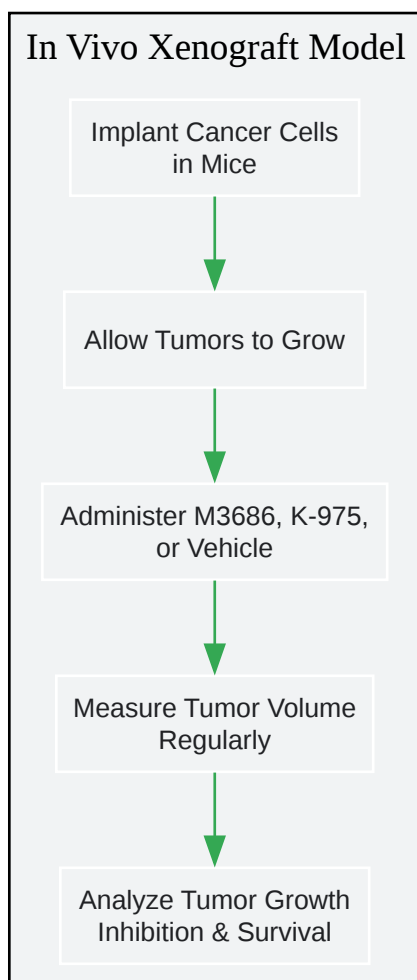 In Vivo Xenograft Model
Implant Cancer Cells
in Mice
Allow Tumors to Grow
Administer M3686, K-975,
or Vehicle
Measure Tumor Volume
Regularly
Analyze Tumor Growth
Inhibition & Survival